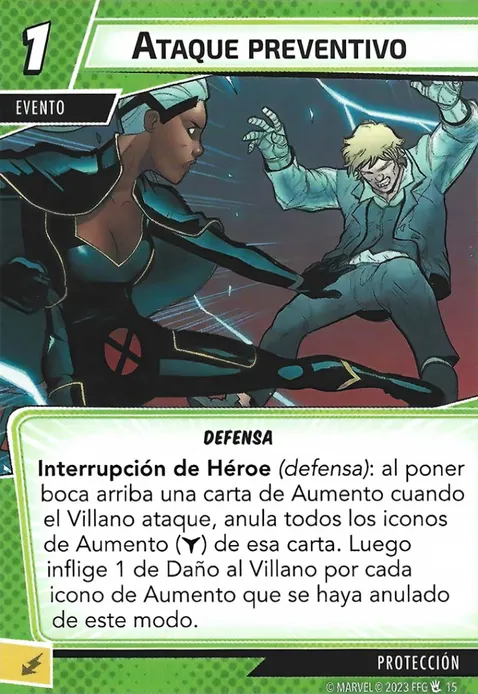 1
ATAQUE PREVENTIVO
EVENTO
DEFENSA
Interrupción de Héroe (defensa): al poner
boca arriba una carta de Aumento cuando
el Villano ataque, anula todos los iconos
de Aumento ( ) de esa carta. Luego
inflige 1 de Daño al Villano por cada
icono de Aumento que se haya anulado
de este modo.
PROTECCIÓN
© MARVEL © 2023 FFG 15